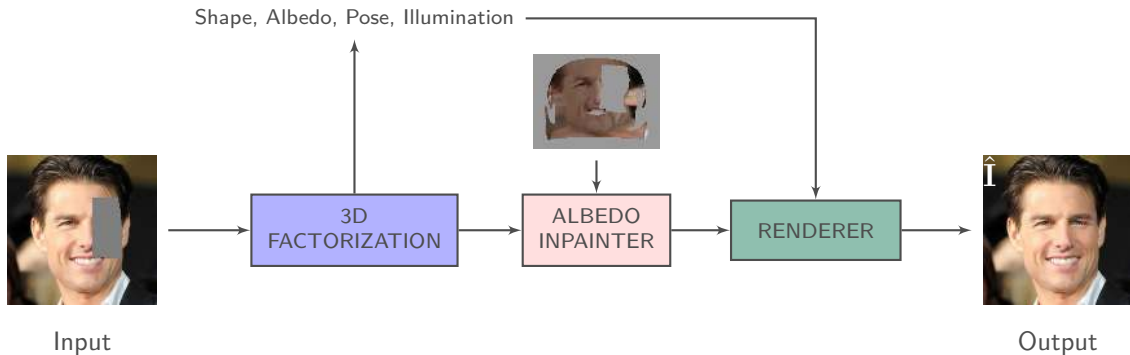 Shape, Albedo, Pose, Illumination
3D
FACTORIZATION
ALBEDO
INPAINTER
RENDERER
Î
Input
Output